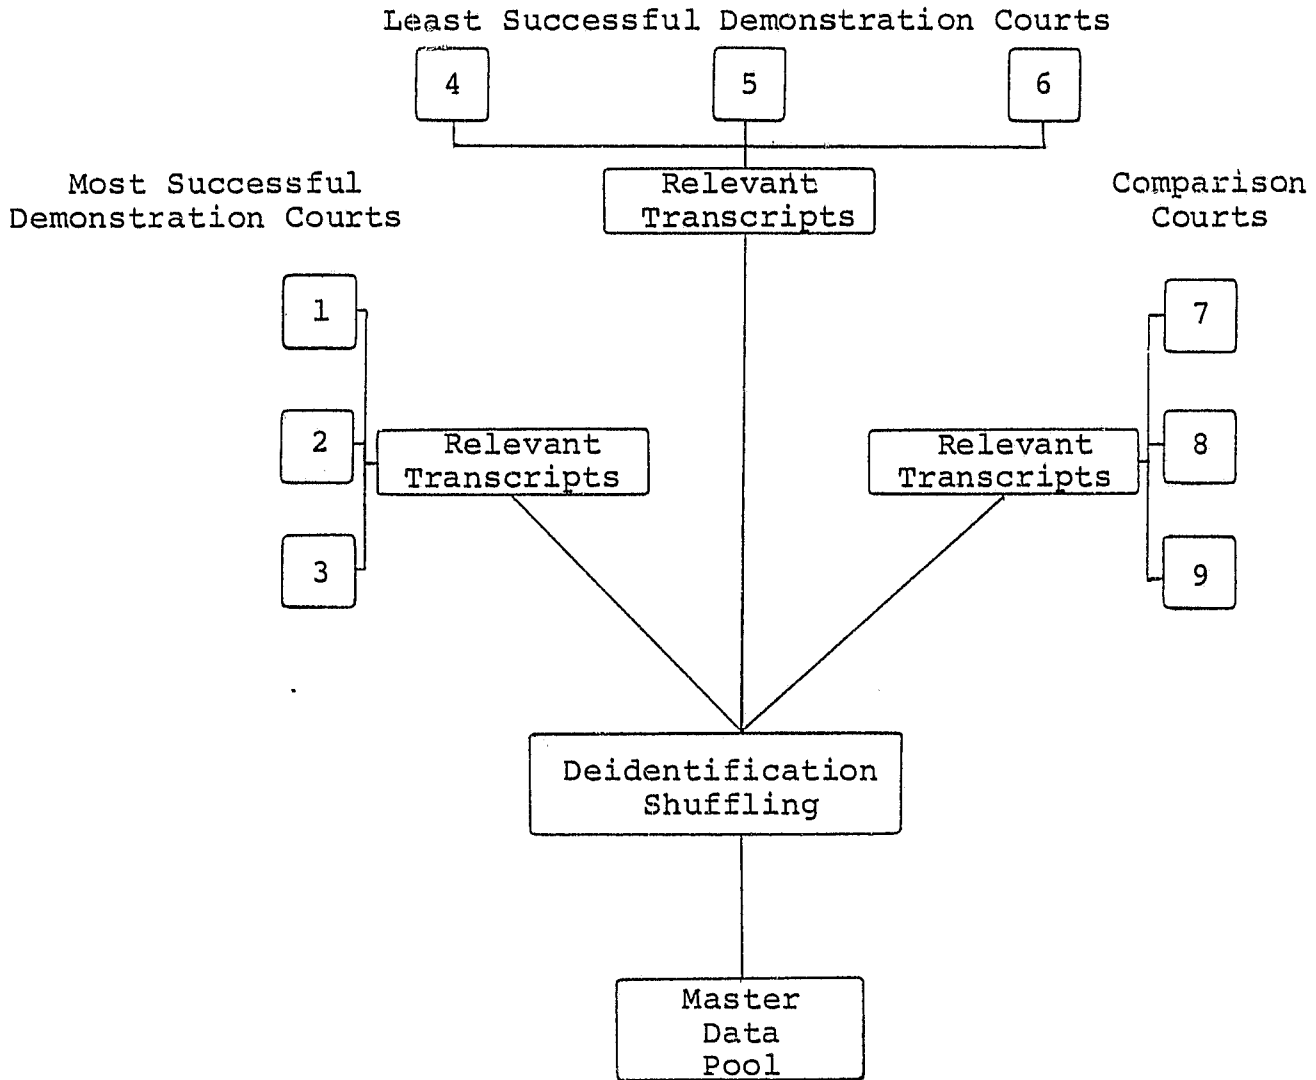 Least Successful Demonstration Courts
4 5 6
Relevant
Transcripts
Most Successful
Demonstration Courts
1
2
3
Relevant
Transcripts
Comparison
Courts
7
8
9
Relevant
Transcripts
Deidentification
Shuffling
Master
Data
Pool